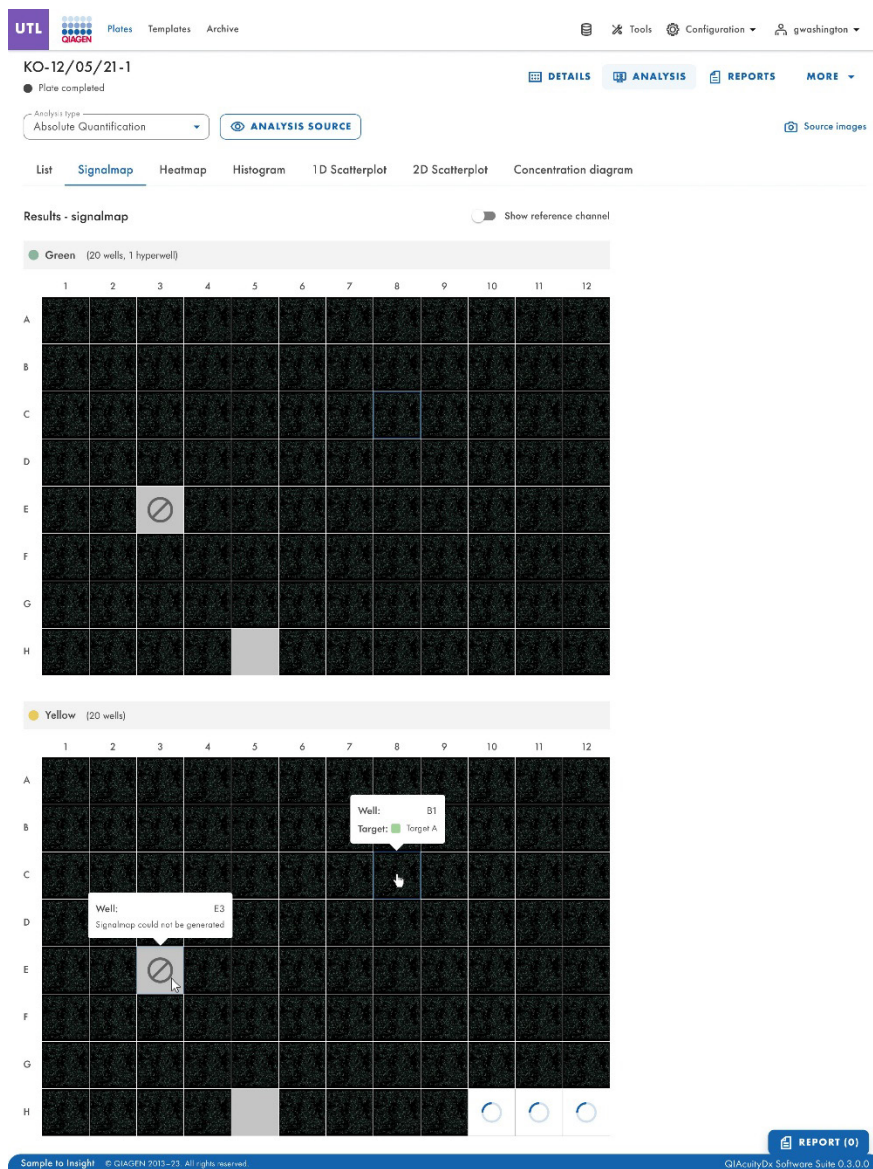 UTL QIAGEN Plates Templates Archive Tools Configuration gwashington
KO-12/05/21-1
Plate completed
DETAILS ANALYSIS REPORTS MORE
Analysis type
Absolute Quantification
ANALYSIS SOURCE
Source images
List Signalmap Heatmap Histogram 1D Scatterplot 2D Scatterplot Concentration diagram
Results - signalmap Show reference channel
Green (20 wells, 1 hyperwell)
1 2 3 4 5 6 7 8 9 10 11 12
A
B
C
D
E
F
G
H
Yellow (20 wells)
1 2 3 4 5 6 7 8 9 10 11 12
A
Well: B1
B
Target: Target A
C
Well: E3
D
Signalmap could not be generated
E
F
G
H
REPORT (0)
Sample to Insight © QIAGEN 2013–23. All rights reserved. QIAcuityDx Software Suite 0.3.0.0